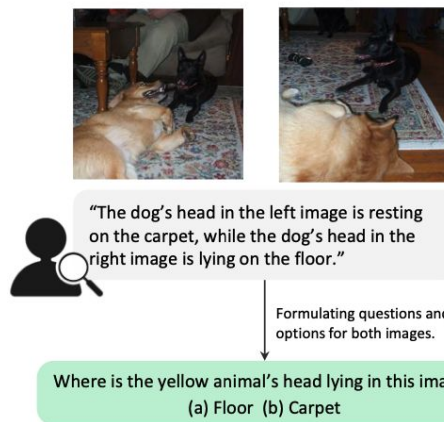 “The dog’s head in the left image is resting
on the carpet, while the dog’s head in the
right image is lying on the floor.”
Formulating questions and
options for both images.
Where is the yellow animal’s head lying in this
(a) Floor (b) Carpet